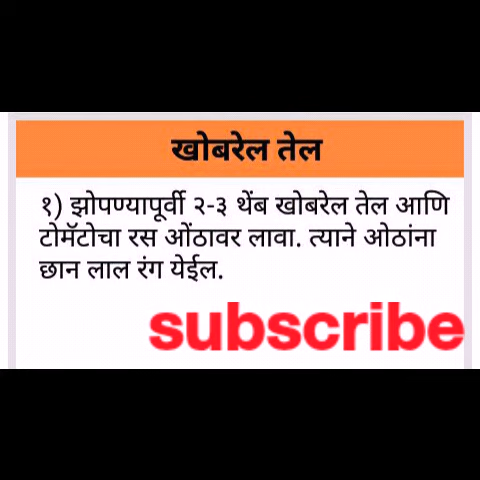 खोबरेल तेल
१) झोपण्यापूर्वी २-३ थेंब खोबरेल तेल आणि
टोमॅटोचा रस ओंठावर लावा. त्याने ओठांना
छान लाल रंग येईल.
subscribe